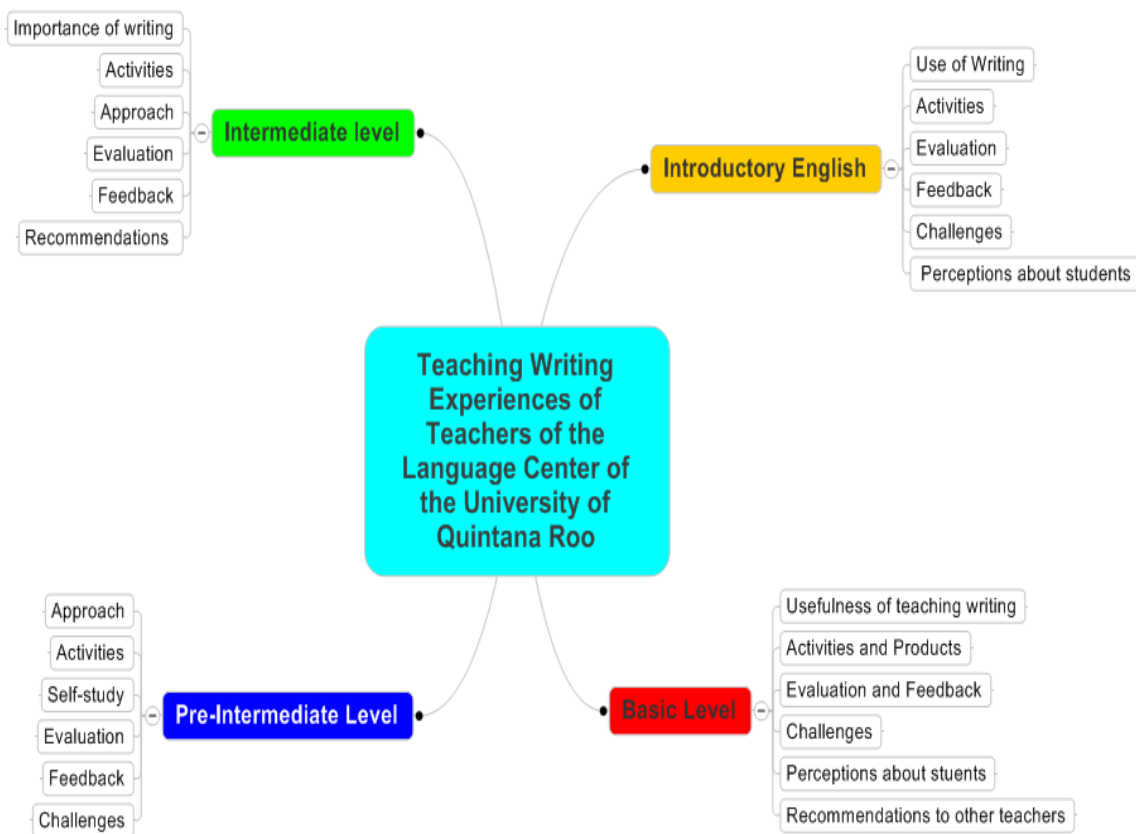 Importance of writing
Activities
Approach
Evaluation
Feedback
Recommendations
Intermediate level
Introductory English
Use of Writing
Activities
Evaluation
Feedback
Challenges
Perceptions about students
Teaching Writing
Experiences of
Teachers of the
Language Center of
the University of
Quintana Roo
Approach
Activities
Self-study
Evaluation
Feedback
Challenges
Pre-Intermediate Level
Basic Level
Usefulness of teaching writing
Activities and Products
Evaluation and Feedback
Challenges
Perceptions about stuents
Recommendations to other teachers